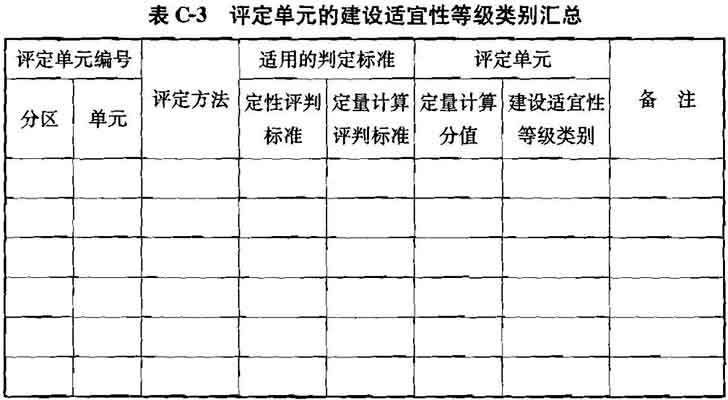 表 C-3 评定单元的建设适宜性等级类别汇总
评定单元编号
适用的判定标准
评定单元
分区
单元
评定方法
定性评判
标准
定量计算
评判标准
定量计算
分值
建设适宜性
等级类别
备 注